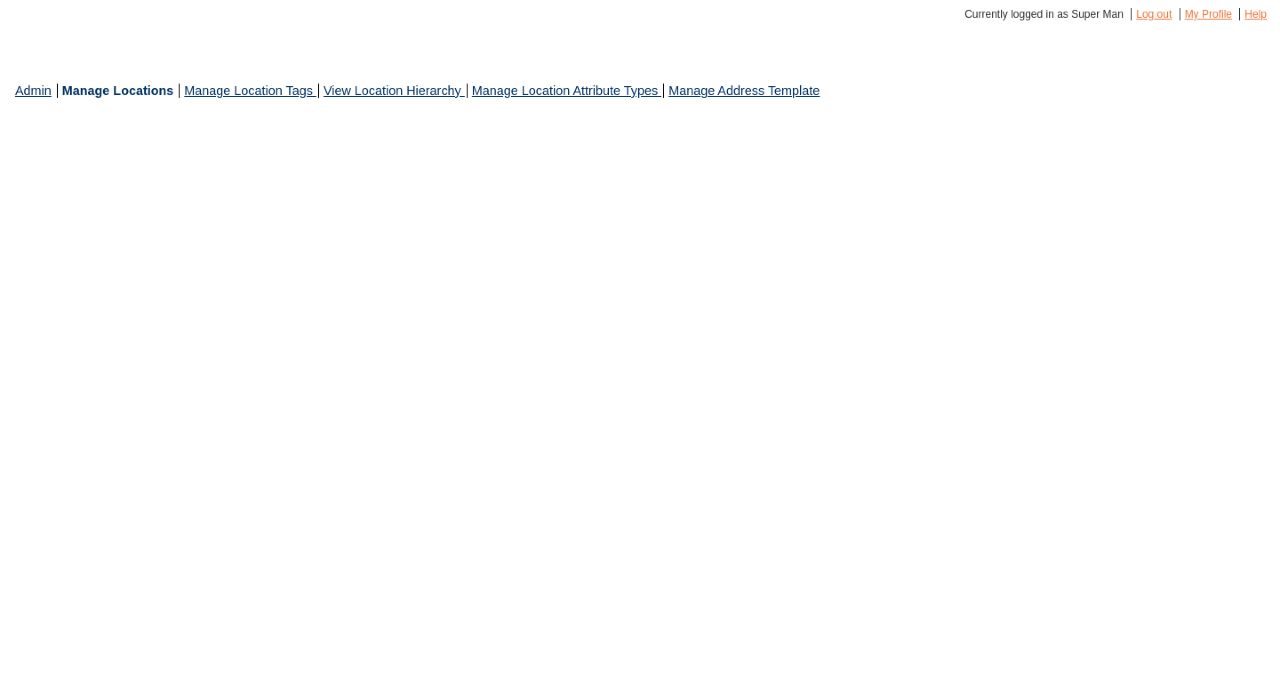 Currently logged in as Super Man Log out My Profile Help
Admin Manage Locations Manage Location Tags View Location Hierarchy Manage Location Attribute Types Manage Address Template